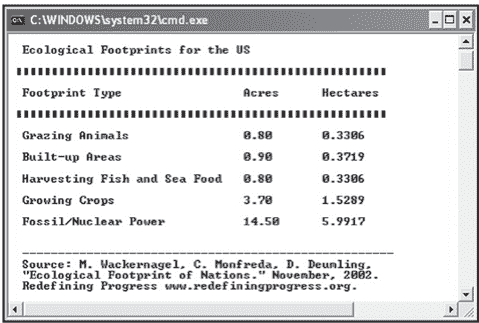 C:\WINDOWS\system32\cmd.exe
Ecological Footprints for the US
Footprint Type Acres Hectares
Grazing Animals 0.80 0.3306
Built-up Areas 0.90 0.3719
Harvesting Fish and Sea Food 0.80 0.3306
Growing Crops 3.70 1.5289
Fossil/Nuclear Power 14.50 5.9917
Source: M. Wackernagel, C. Monfreda, D. Deumling.
"Ecological Footprint of Nations." November, 2002.
Redefining Progress www.redefiningprogress.org.